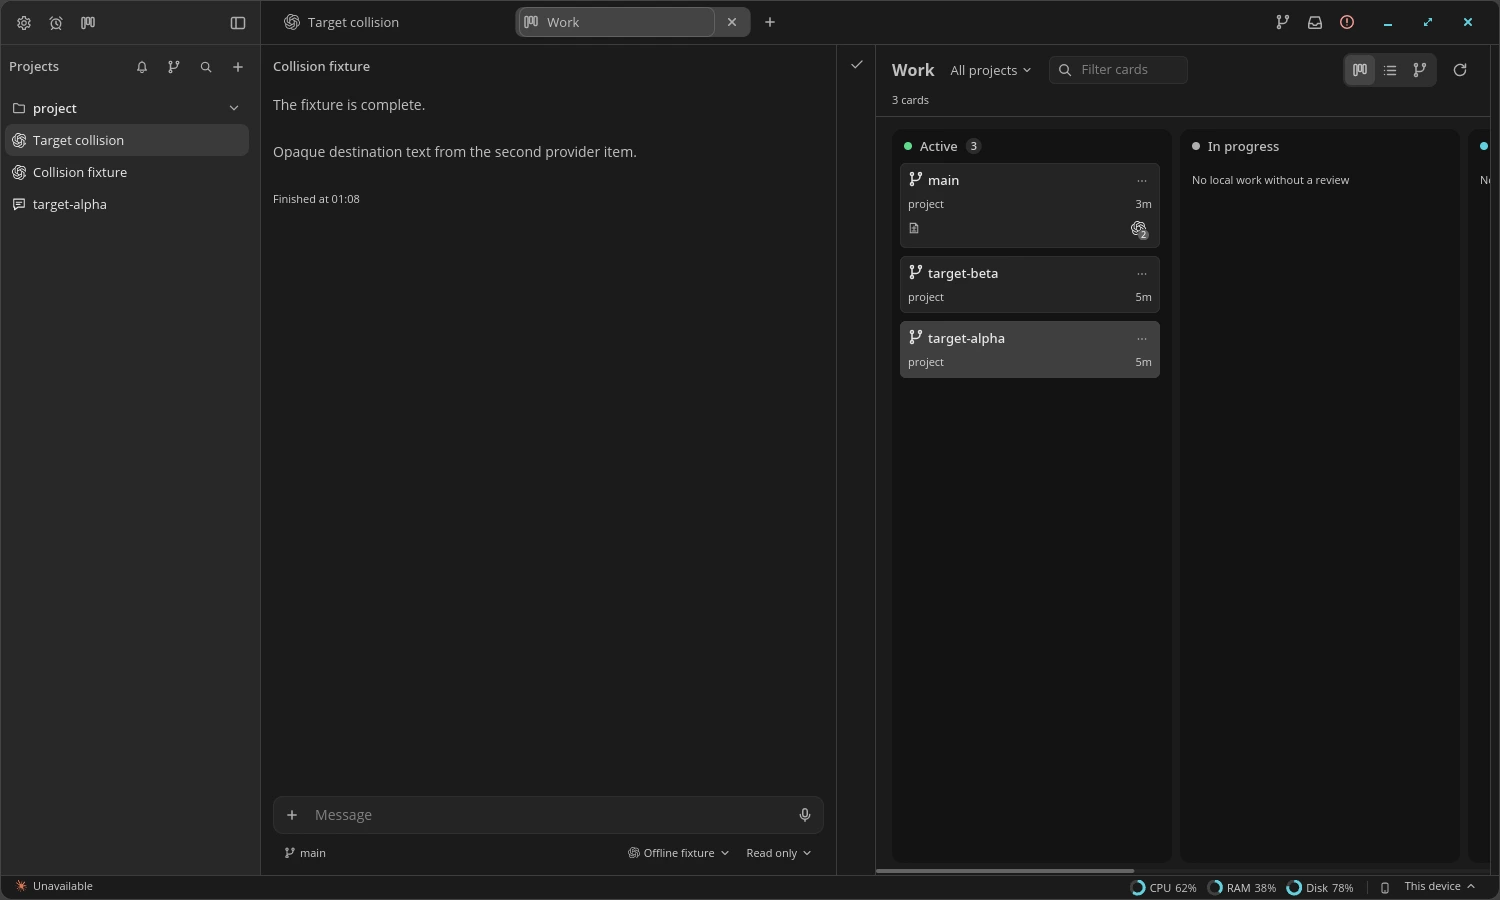 Target collision
Work
Projects
project
Target collision
Collision fixture
target-alpha
Collision fixture
The fixture is complete.
Opaque destination text from the second provider item.
Finished at 01:08
Message
main
Offline fixture
Read only
Work
All projects
Filter cards
3 cards
Active 3
main
project 3m
2
target-beta
project 5m
target-alpha
project 5m
In progress
No local work without a review
Unavailable
CPU 62%
RAM 38%
Disk 78%
This device